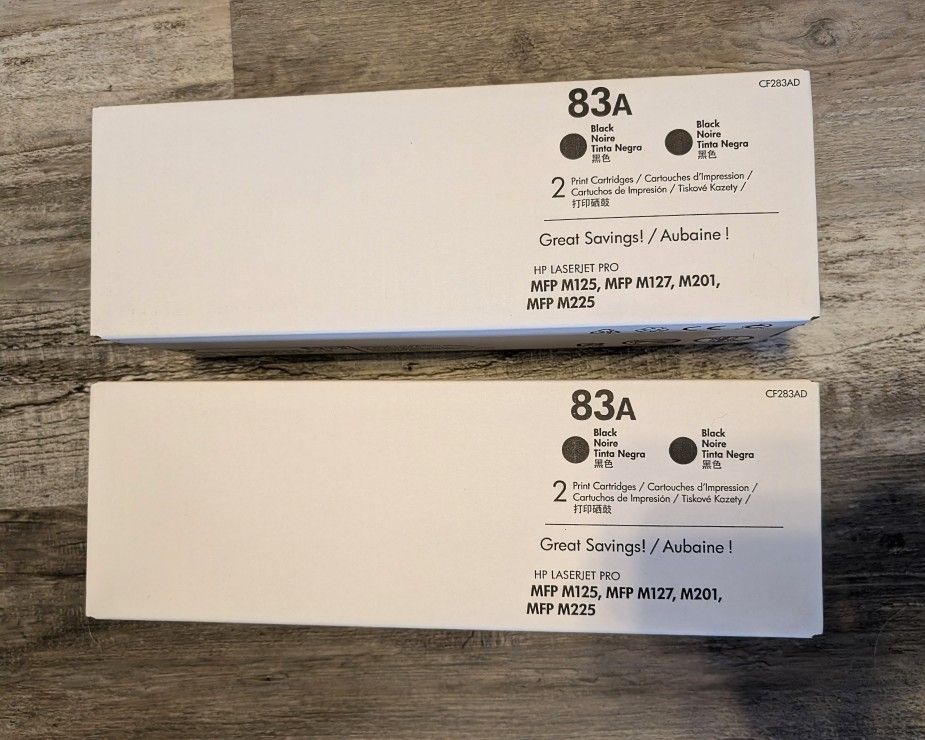 CF283AD
83A
Black
Noire
Tinta Negra
黑色
Black
Noire
Tinta Negra
黑色
2 Print Cartridges / Cartouches d'Impression /
Cartuchos de Impresión / Tiskové Kazety /
打印硒鼓
Great Savings! / Aubaine !
HP LASERJET PRO
MFP M125, MFP M127, M201,
MFP M225
CF283AD
83A
Black
Noire
Tinta Negra
黑色
Black
Noire
Tinta Negra
黑色
2 Print Cartridges / Cartouches d'Impression /
Cartuchos de Impresión / Tiskové Kazety /
打印硒鼓
Great Savings! / Aubaine !
HP LASERJET PRO
MFP M125, MFP M127, M201,
MFP M225